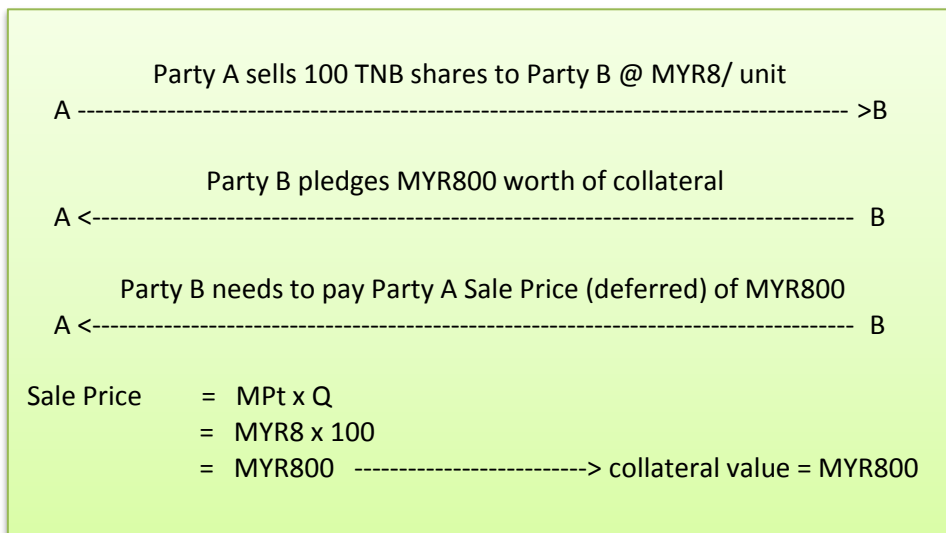 Party A sells 100 TNB shares to Party B @ MYR8/ unit
A -------------------------------------------------------------------------------------- >B
Party B pledges MYR800 worth of collateral
A <------------------------------------------------------------------------------------- B
Party B needs to pay Party A Sale Price (deferred) of MYR800
A <------------------------------------------------------------------------------------- B
Sale Price = MPt x Q
= MYR8 x 100
= MYR800 --------------------------> collateral value = MYR800